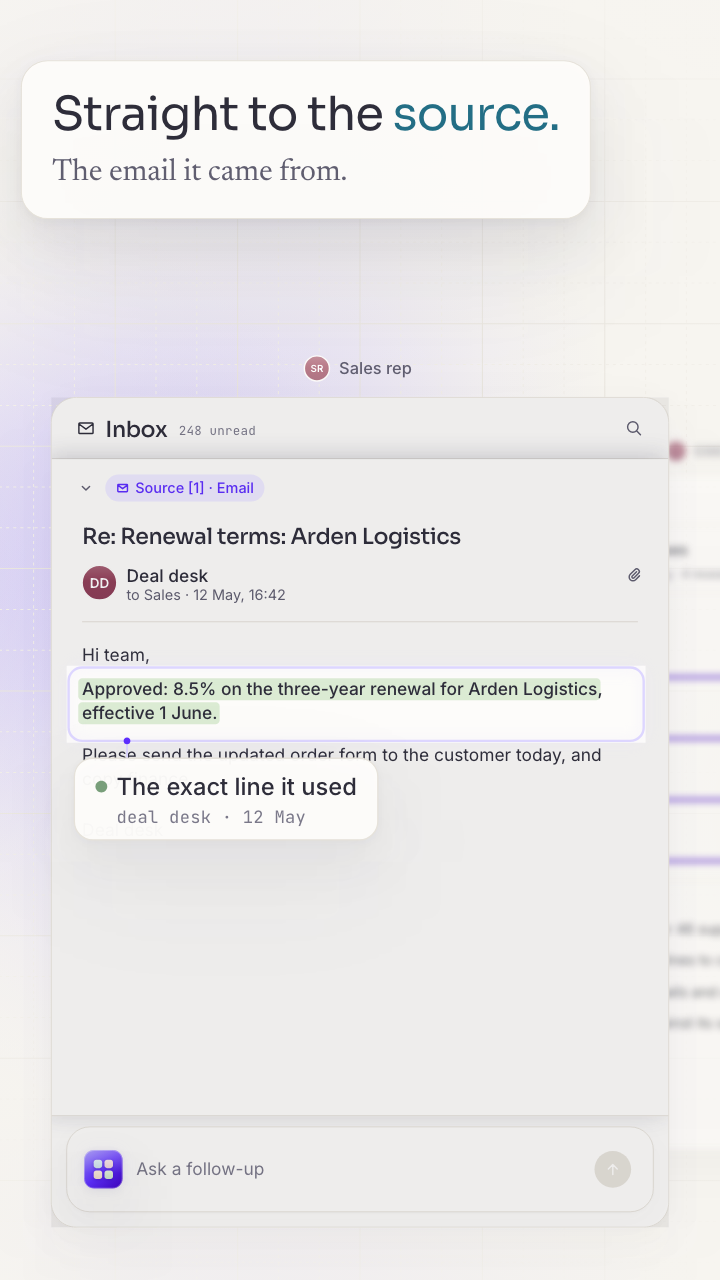 Straight to the source.
The email it came from.
SR Sales rep
Inbox 248 unread
Source [1] · Email
Re: Renewal terms: Arden Logistics
DD Deal desk
to Sales · 12 May, 16:42
Hi team,
Approved: 8.5% on the three-year renewal for Arden Logistics,
effective 1 June.
Please send the updated order form to the customer today, and
The exact line it used
deal desk · 12 May
Ask a follow-up